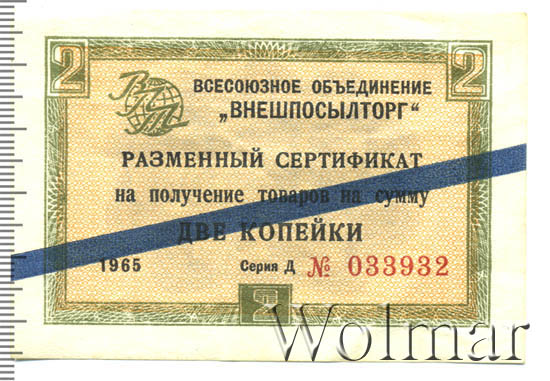 2 2
ВПТ
ВСЕСОЮЗНОЕ ОБЪЕДИНЕНИЕ
„ВНЕШПОСЫЛТОРГ“
РАЗМЕННЫЙ СЕРТИФИКАТ
на получение товаров на сумму
ДВЕ КОПЕЙКИ
1965 Серия Д № 033932
2
Wolmar